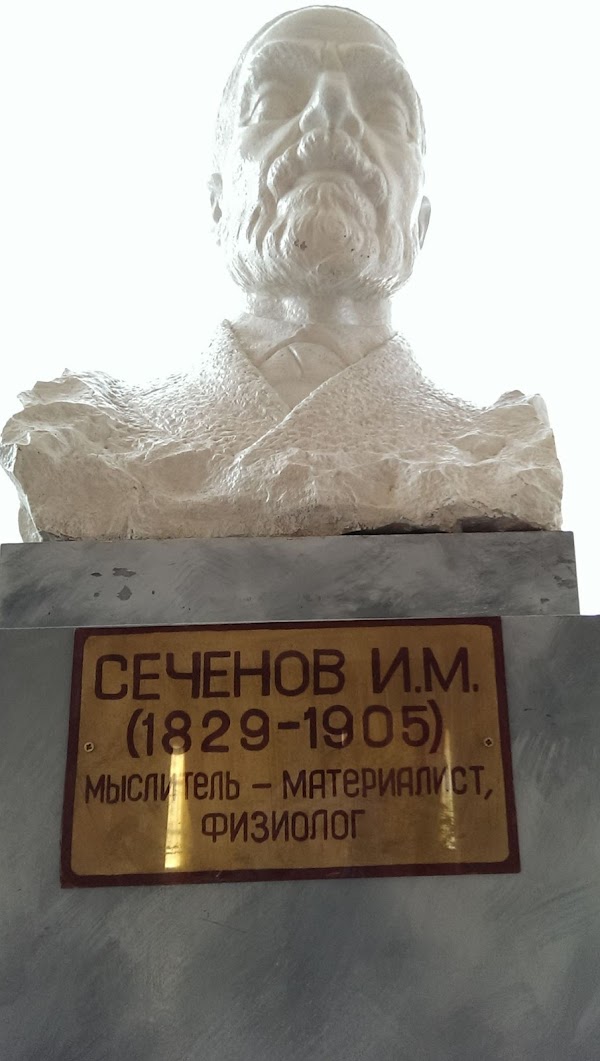 СЕЧЕНОВ И.М.
(1829-1905)
МЫСЛИТЕЛЬ – МАТЕРИАЛИСТ,
ФИЗИОЛОГ